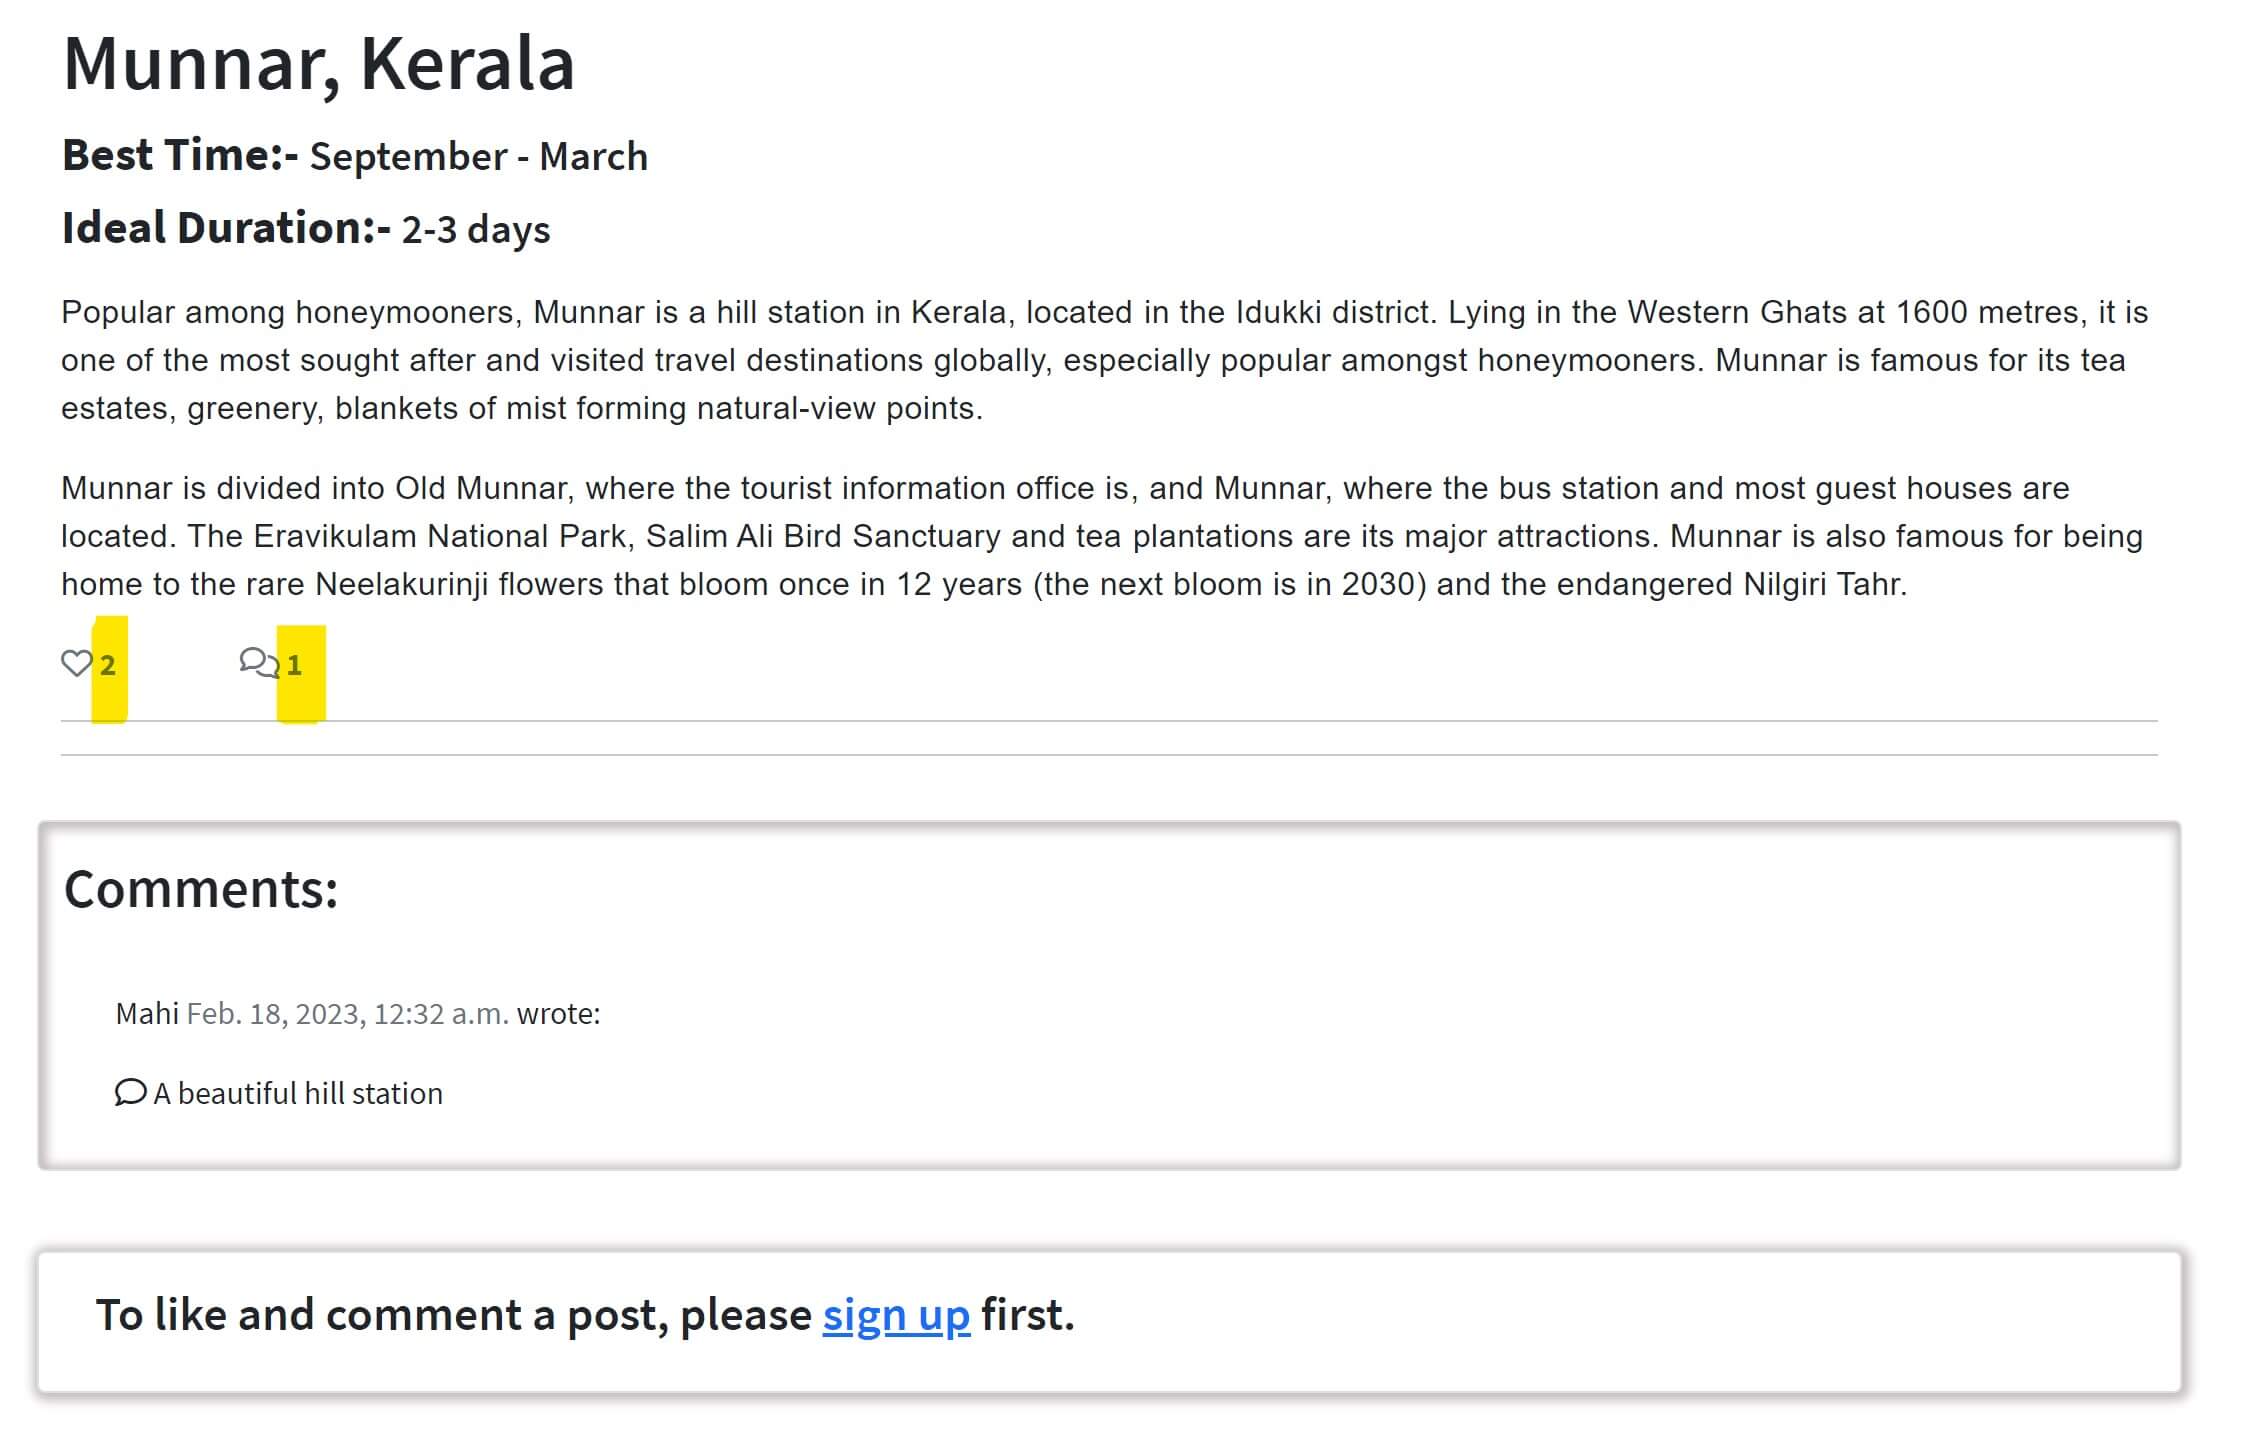 Munnar, Kerala
Best Time:- September - March
Ideal Duration:- 2-3 days
Popular among honeymooners, Munnar is a hill station in Kerala, located in the Idukki district. Lying in the Western Ghats at 1600 metres, it is
one of the most sought after and visited travel destinations globally, especially popular amongst honeymooners. Munnar is famous for its tea
estates, greenery, blankets of mist forming natural-view points.
Munnar is divided into Old Munnar, where the tourist information office is, and Munnar, where the bus station and most guest houses are
located. The Eravikulam National Park, Salim Ali Bird Sanctuary and tea plantations are its major attractions. Munnar is also famous for being
home to the rare Neelakurinji flowers that bloom once in 12 years (the next bloom is in 2030) and the endangered Nilgiri Tahr.
2 1
Comments:
Mahi Feb. 18, 2023, 12:32 a.m. wrote:
A beautiful hill station
To like and comment a post, please sign up first.